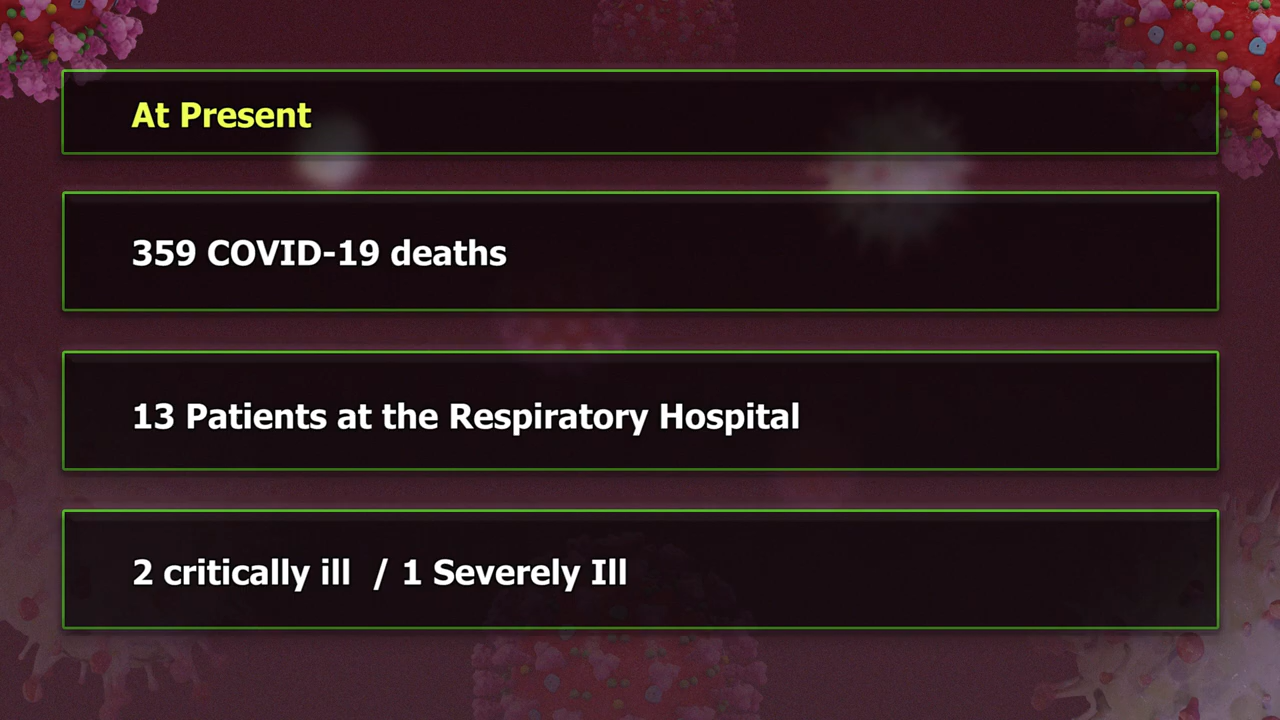 At Present
359 COVID-19 deaths
13 Patients at the Respiratory Hospital
2 critically ill  / 1 Severely Ill